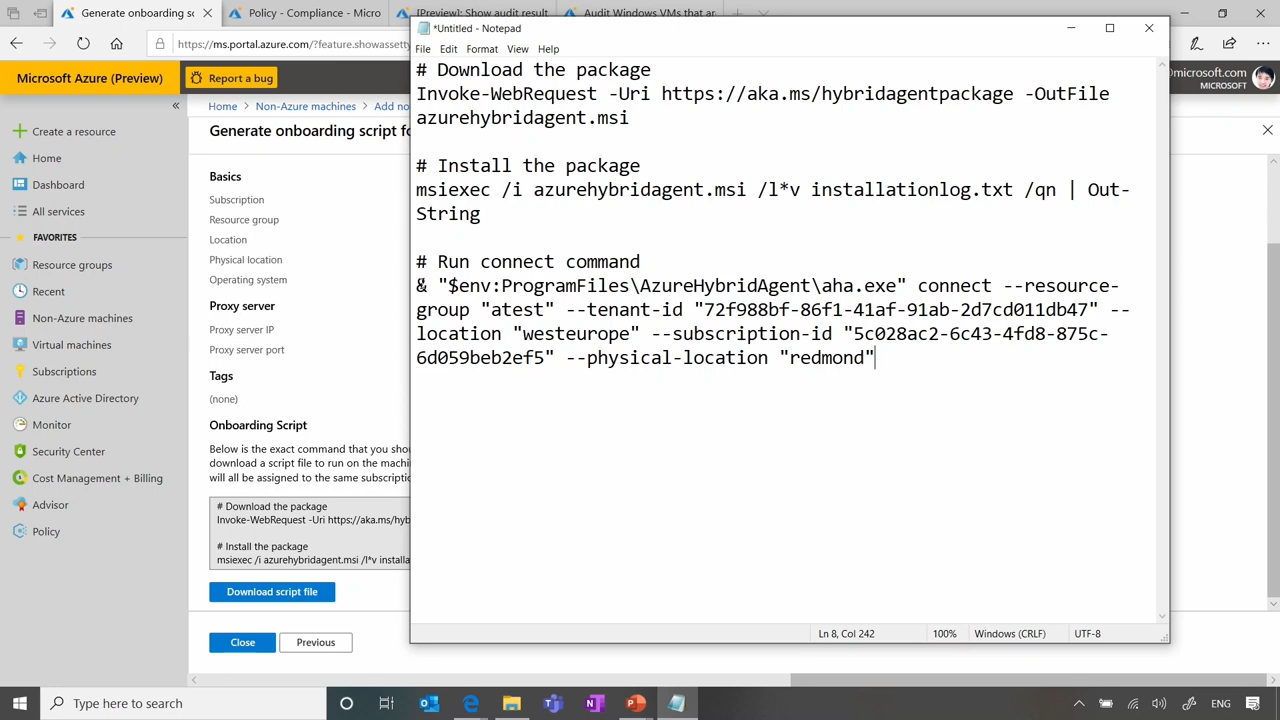 Generate onboarding sc
Policy - Compliance - Micro
[Preview]: Show audit result
Audit Windows VMs that ar
https://ms.portal.azure.com/?feature.showassetty
Microsoft Azure (Preview)
Report a bug
@microsoft.com
MICROSOFT
Home
Non-Azure machines
Add no
Generate onboarding script fo
Create a resource
Home
Dashboard
All services
FAVORITES
Resource groups
Recent
Non-Azure machines
Virtual machines
Subscriptions
Azure Active Directory
Monitor
Security Center
Cost Management + Billing
Advisor
Policy
Basics
Subscription
Resource group
Location
Physical location
Operating system
Proxy server
Proxy server IP
Proxy server port
Tags
(none)
Onboarding Script
Below is the exact command that you shou
download a script file to run on the machin
will all be assigned to the same subscription
# Download the package
Invoke-WebRequest -Uri https://aka.ms/hyb
# Install the package
msiexec /i azurehybridagent.msi /l*v installa
Download script file
Close
Previous
*Untitled - Notepad
File Edit Format View Help
# Download the package
Invoke-WebRequest -Uri https://aka.ms/hybridagentpackage -OutFile
azurehybridagent.msi
# Install the package
msiexec /i azurehybridagent.msi /l*v installationlog.txt /qn | Out-
String
# Run connect command
& "$env:ProgramFiles\AzureHybridAgent\aha.exe" connect --resource-
group "atest" --tenant-id "72f988bf-86f1-41af-91ab-2d7cd011db47" --
location "westeurope" --subscription-id "5c028ac2-6c43-4fd8-875c-
6d059beb2ef5" --physical-location "redmond"
Ln 8, Col 242
100%
Windows (CRLF)
UTF-8
Type here to search
ENG